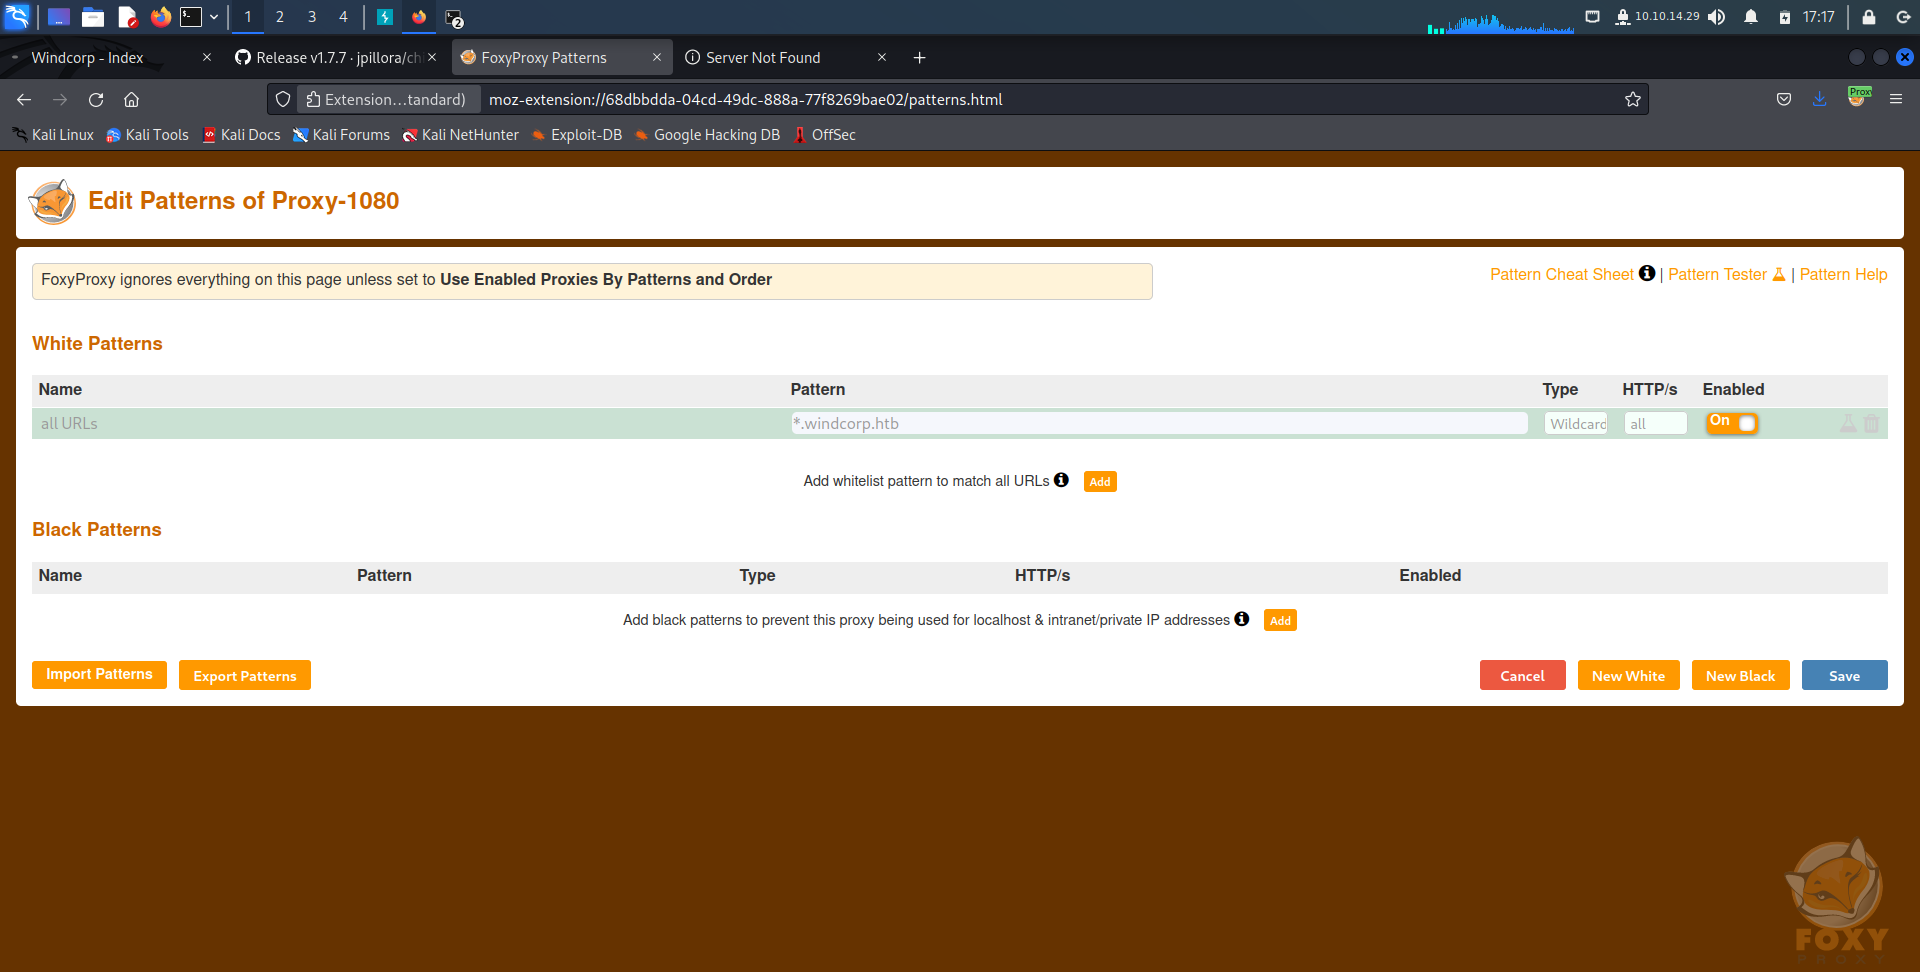 1 2 3 4 2 10.10.14.29 17:17
Windcorp - Index Release v1.7.7 · jpillora/ch FoxyProxy Patterns Server Not Found
Extension...tandard) moz-extension://68dbbdda-04cd-49dc-888a-77f8269bae02/patterns.html Proxy
Kali Linux Kali Tools Kali Docs Kali Forums Kali NetHunter Exploit-DB Google Hacking DB OffSec
Edit Patterns of Proxy-1080
FoxyProxy ignores everything on this page unless set to Use Enabled Proxies By Patterns and Order
Pattern Cheat Sheet | Pattern Tester | Pattern Help
White Patterns
Name Pattern Type HTTP/s Enabled
all URLs *.windcorp.htb Wildcard all On
Add whitelist pattern to match all URLs Add
Black Patterns
Name Pattern Type HTTP/s Enabled
Add black patterns to prevent this proxy being used for localhost & intranet/private IP addresses Add
Import Patterns Export Patterns Cancel New White New Black Save
FOXY
PROXY